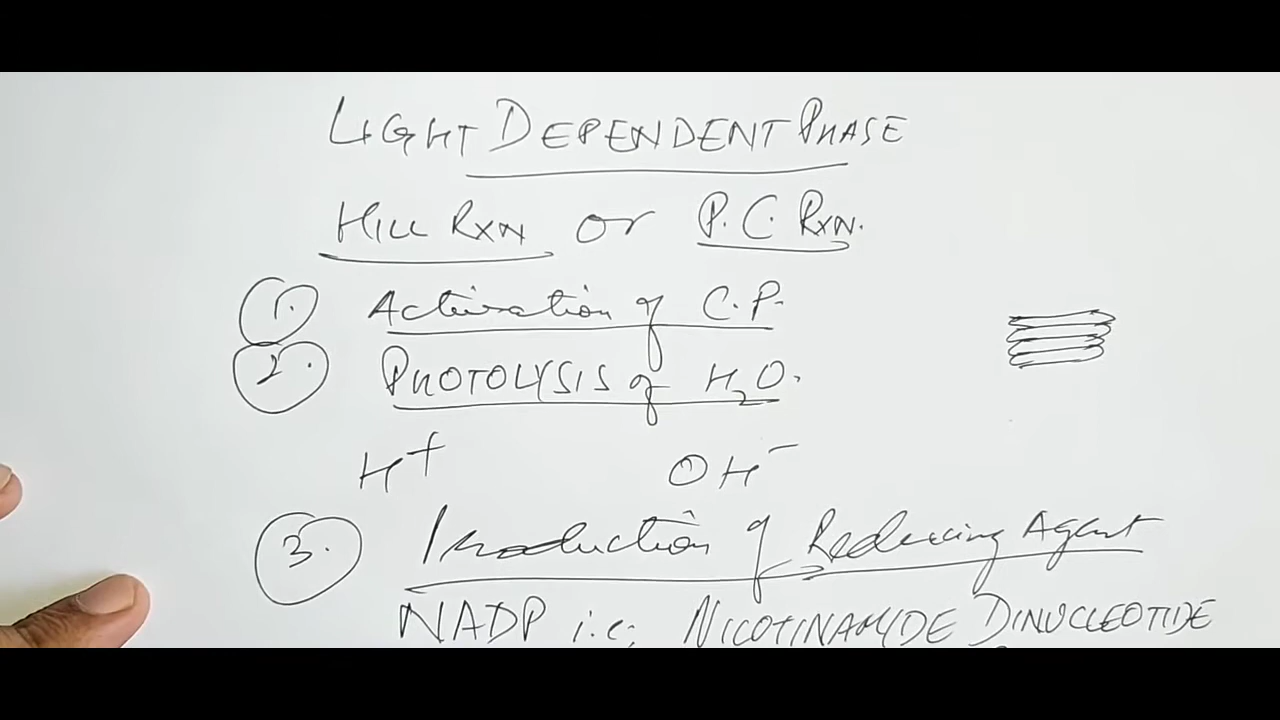 LIGHT DEPENDENT PHASE
HILL RXN or P.C. RXN.
1. Activation of C.P.
2. PHOTOLYSIS of H₂O.
H⁺ OH⁻
3. Production of Reducing Agent
NADP i.e; NICOTINAMIDE DINUCLEOTIDE